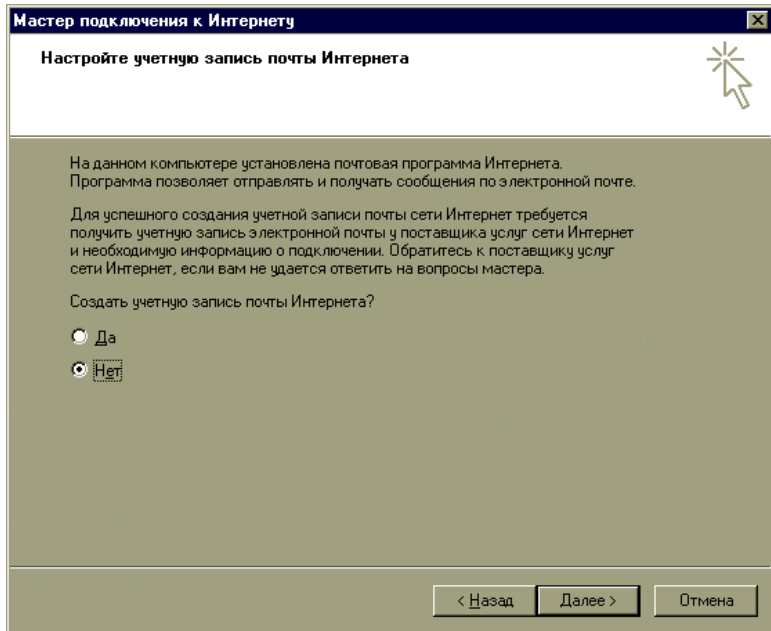 Мастер подключения к Интернету
Настройте учетную запись почты Интернета
На данном компьютере установлена почтовая программа Интернета.
Программа позволяет отправлять и получать сообщения по электронной почте.
Для успешного создания учетной записи почты сети Интернет требуется
получить учетную запись электронной почты у поставщика услуг сети Интернет
и необходимую информацию о подключении. Обратитесь к поставщику услуг
сети Интернет, если вам не удается ответить на вопросы мастера.
Создать учетную запись почты Интернета?
Да
Нет
< Назад Далее > Отмена